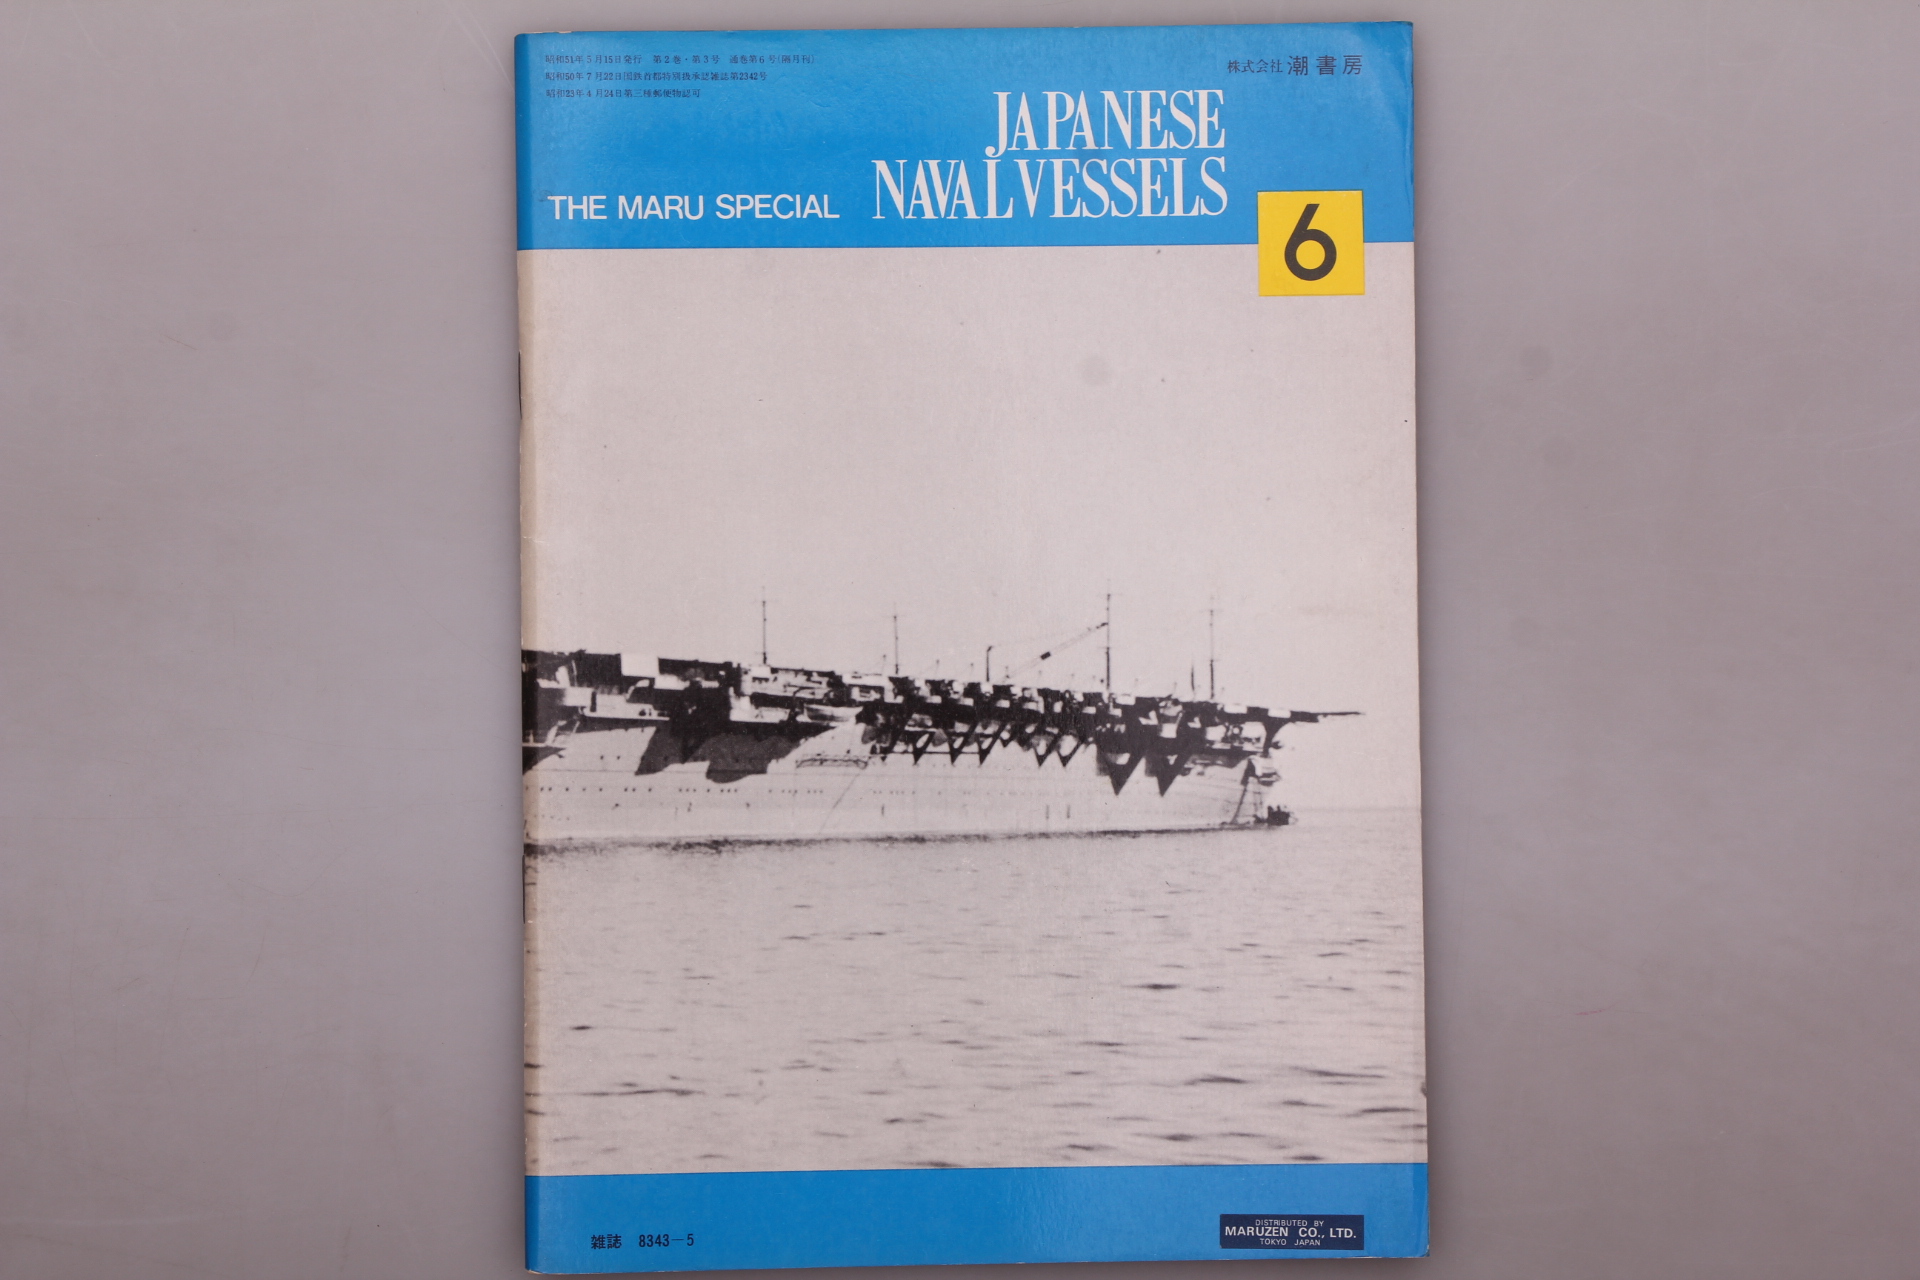 昭和51年5月15日発行 第2巻・第3号 通巻第6号(隔月刊)
昭和50年7月22日国鉄首都特別扱承認雑誌第2342号
昭和23年4月24日第三種郵便物認可
株式会社 潮書房
JAPANESE
NAVAL VESSELS
THE MARU SPECIAL
6
雑誌 8343-5
DISTRIBUTED BY
MARUZEN CO., LTD.
TOKYO JAPAN